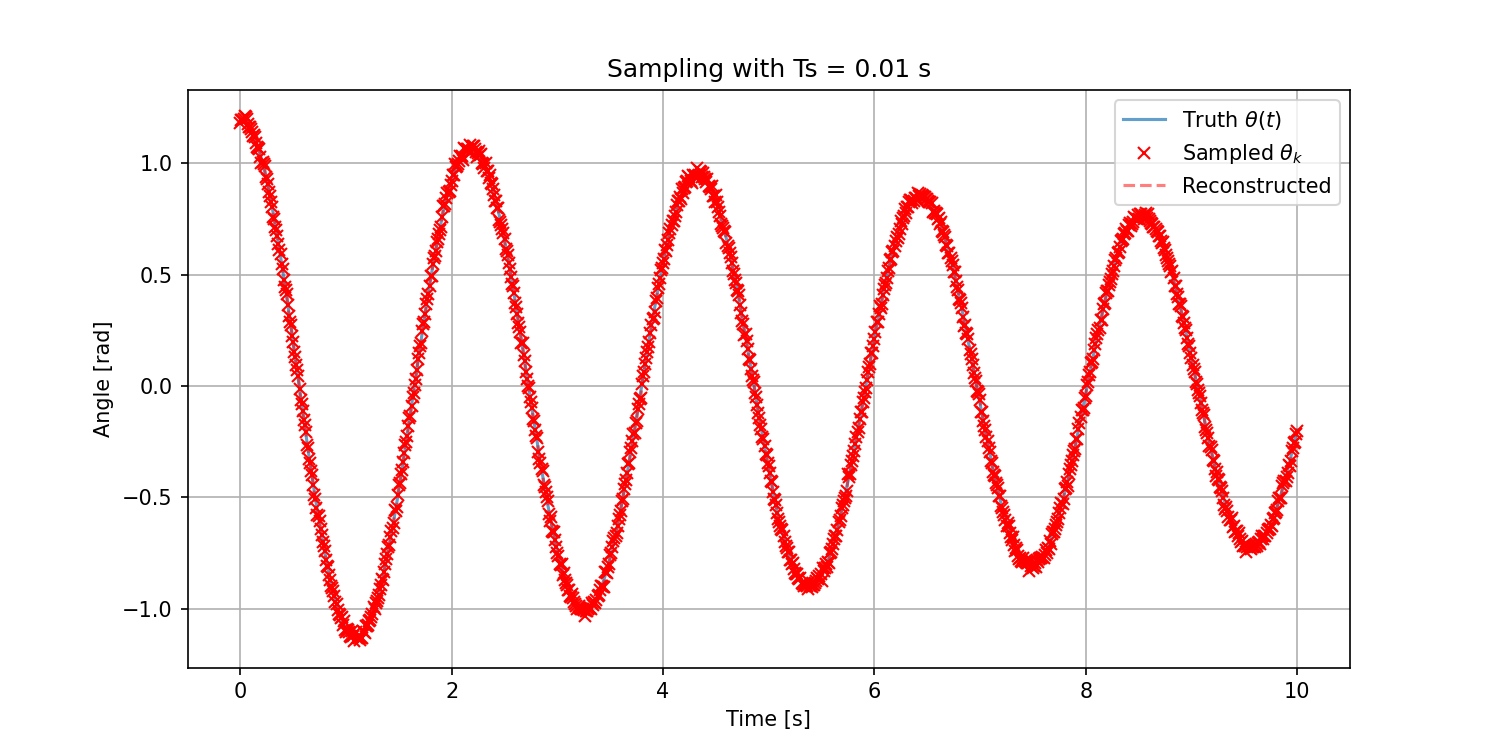 Sampling with Ts = 0.01 s
Truth θ(t)
Sampled θₖ
Reconstructed
1.0
0.5
0.0
−0.5
−1.0
Angle [rad]
0 2 4 6 8 10
Time [s]